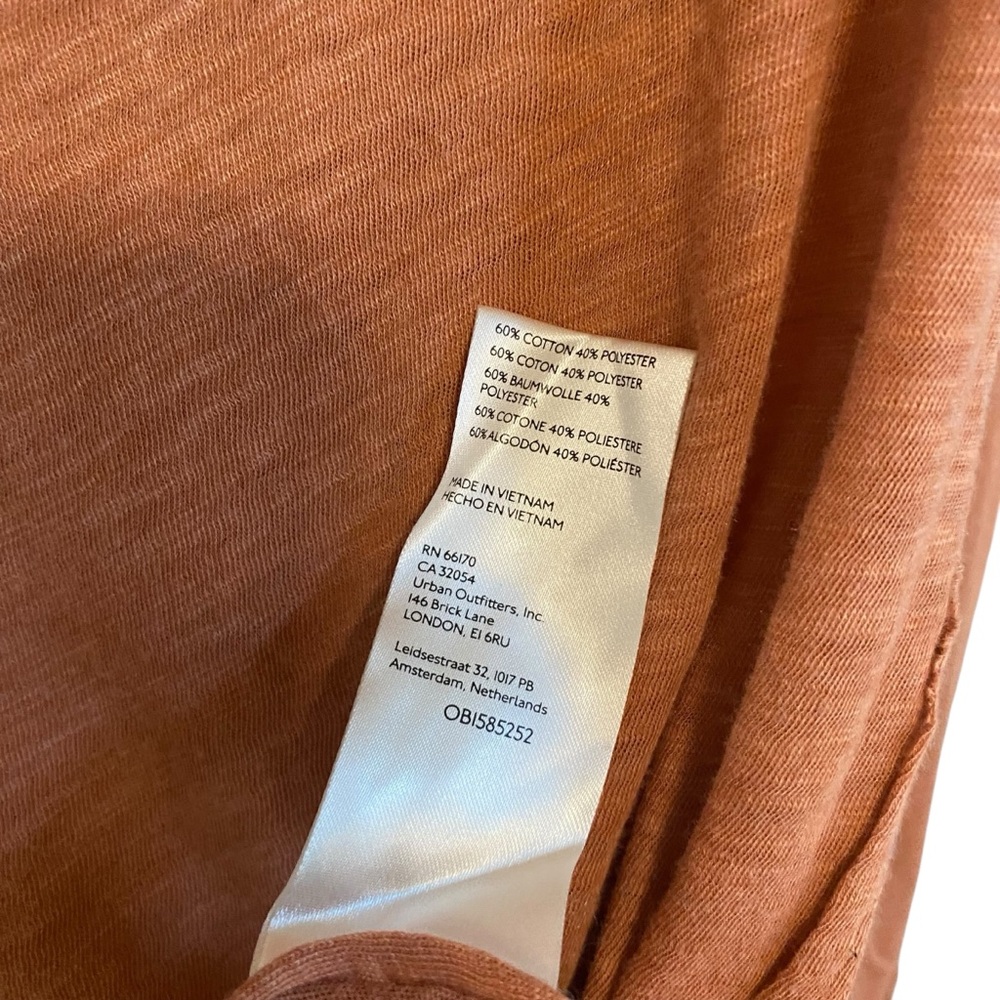 60% COTTON 40% POLYESTER
60% COTON 40% POLYESTER
60% BAUMWOLLE 40%
POLYESTER
60% COTONE 40% POLIESTERE
60% ALGODÓN 40% POLIÉSTER
MADE IN VIETNAM
HECHO EN VIETNAM
RN 66170
CA 32054
Urban Outfitters, Inc.
146 Brick Lane
LONDON, E1 6RU
Leidsestraat 32, 1017 PB
Amsterdam, Netherlands
OB1585252